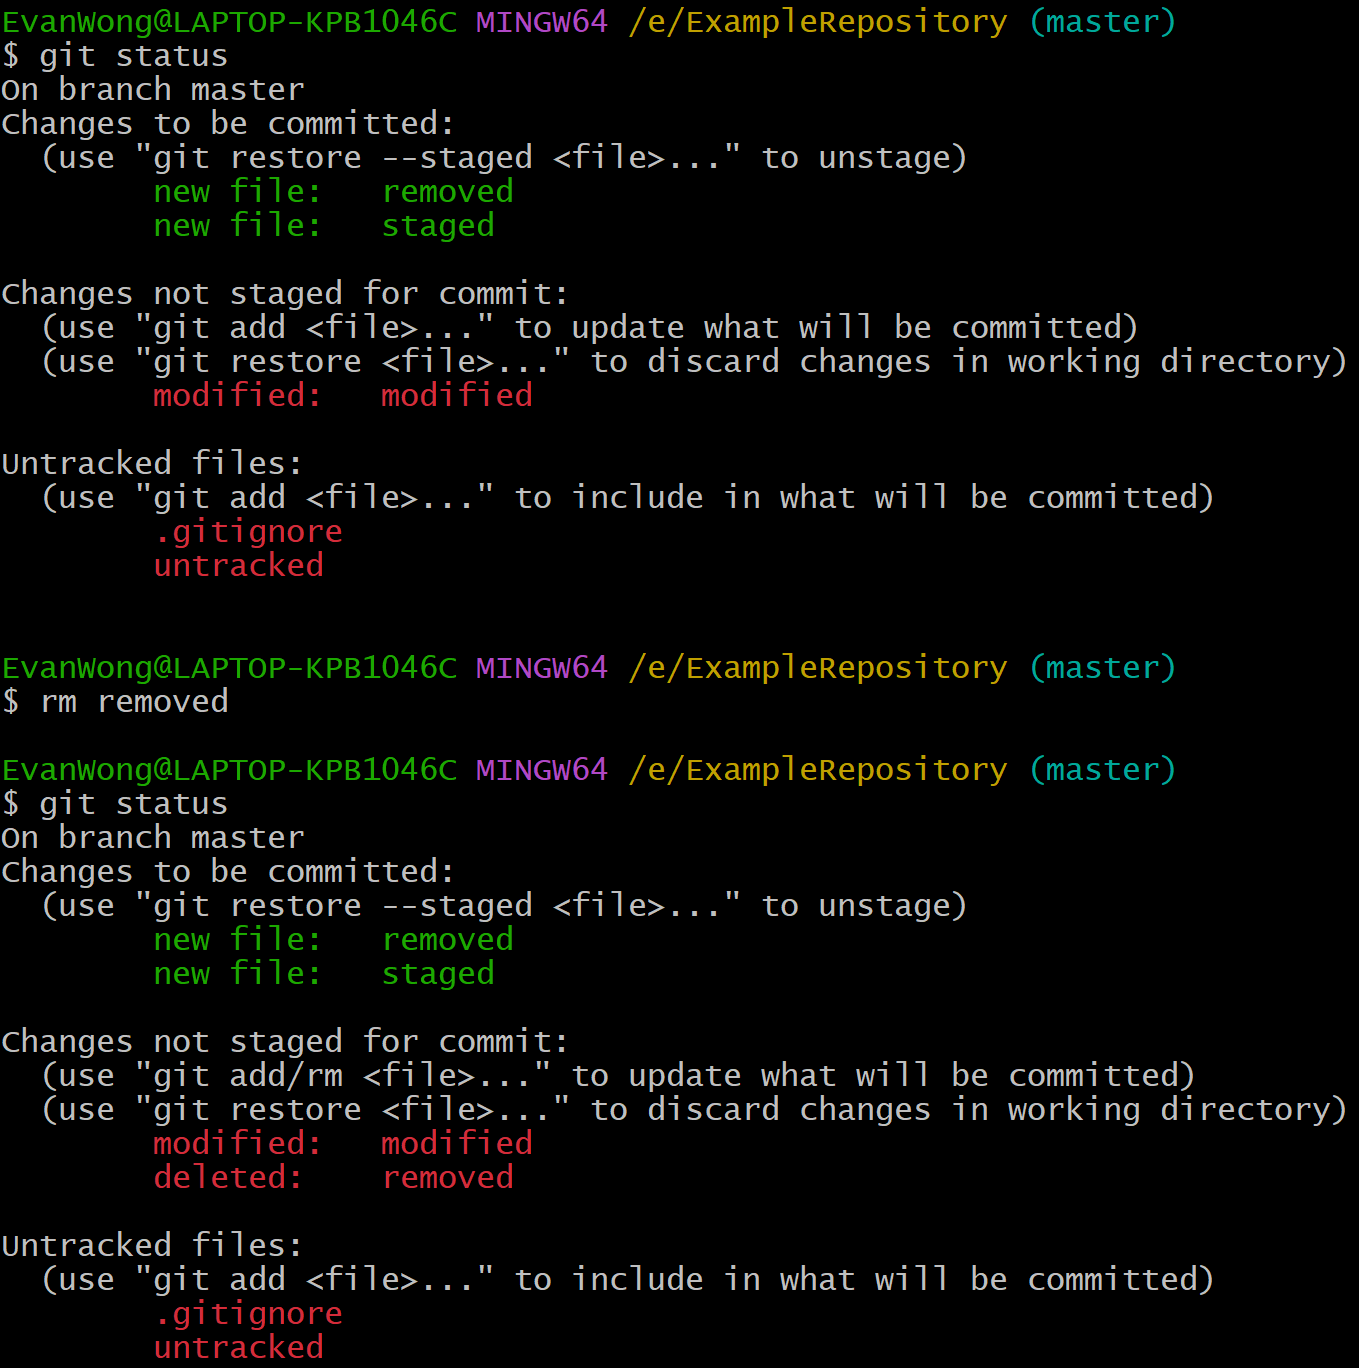 EvanWong@LAPTOP-KPB1046C MINGW64 /e/ExampleRepository (master)
$ git status
On branch master
Changes to be committed:
  (use "git restore --staged <file>..." to unstage)
        new file:   removed
        new file:   staged

Changes not staged for commit:
  (use "git add <file>..." to update what will be committed)
  (use "git restore <file>..." to discard changes in working directory)
        modified:   modified

Untracked files:
  (use "git add <file>..." to include in what will be committed)
        .gitignore
        untracked

EvanWong@LAPTOP-KPB1046C MINGW64 /e/ExampleRepository (master)
$ rm removed

EvanWong@LAPTOP-KPB1046C MINGW64 /e/ExampleRepository (master)
$ git status
On branch master
Changes to be committed:
  (use "git restore --staged <file>..." to unstage)
        new file:   removed
        new file:   staged

Changes not staged for commit:
  (use "git add/rm <file>..." to update what will be committed)
  (use "git restore <file>..." to discard changes in working directory)
        modified:   modified
        deleted:    removed

Untracked files:
  (use "git add <file>..." to include in what will be committed)
        .gitignore
        untracked